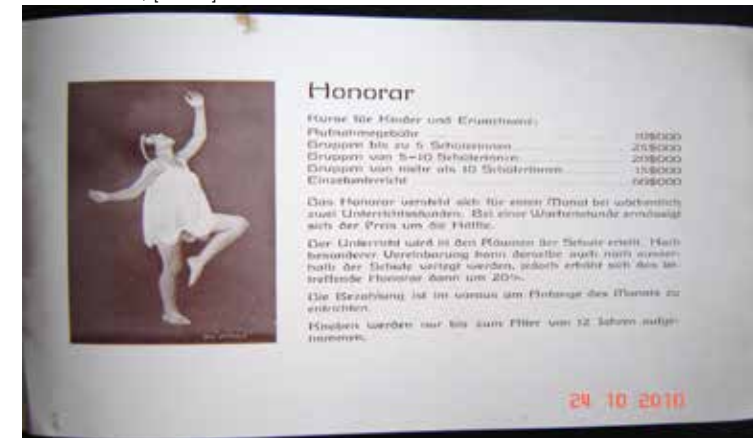 Honorar
Kurse für Kinder und Erwachsene:
Aufnahmegebühr 10$000
Gruppen bis zu 5 Schülerinnen 25$000
Gruppen von 5–10 Schülerinnen 20$000
Gruppen von mehr als 10 Schülerinnen 15$000
Einzelunterricht
Das Honorar versteht sich für einen Monat bei wöchentlich
zwei Unterrichtsstunden. Bei einer Wochenstunde ermässigt
sich der Preis um die Hälfte.
Der Unterricht wird in den Räumen der Schule erteilt. Nach
besonderer Vereinbarung kann derselbe auch nach ausser-
halb der Schule verlegt werden, jedoch erhöht sich das be-
treffende Honorar dann um 20%.
Die Bezahlung ist im voraus am Anfange des Monats zu
entrichten.
Knaben werden nur bis zum Alter von 12 Jahren aufge-
nommen.
24 10 2010